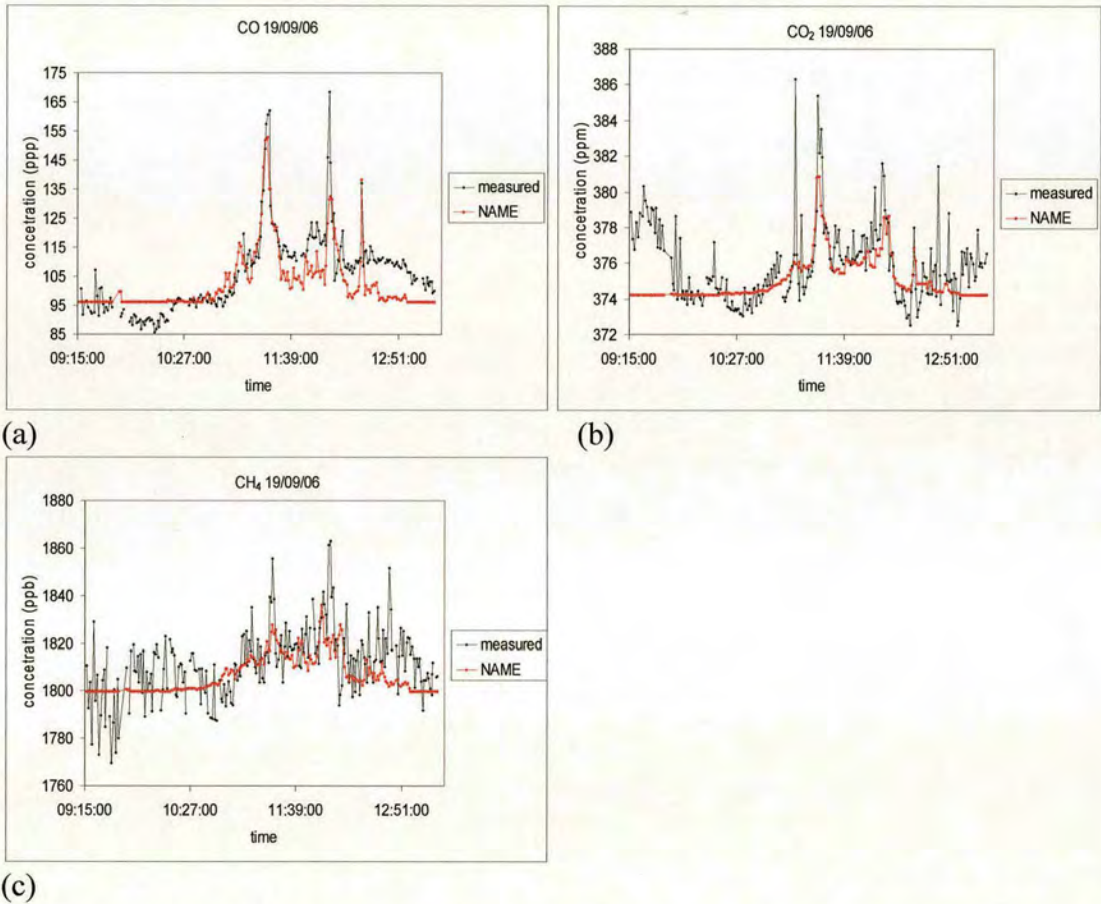 CO 19/09/06
175
165
155
145
135
125
115
105
95
85
concetration (ppp)
09:15:00 10:27:00 11:39:00 12:51:00
time
measured
NAME
(a)
CO2 19/09/06
388
386
384
382
380
378
376
374
372
concetration (ppm)
09:15:00 10:27:00 11:39:00 12:51:00
time
measured
NAME
(b)
CH4 19/09/06
1880
1860
1840
1820
1800
1780
1760
concetration (ppb)
09:15:00 10:27:00 11:39:00 12:51:00
time
measured
NAME
(c)